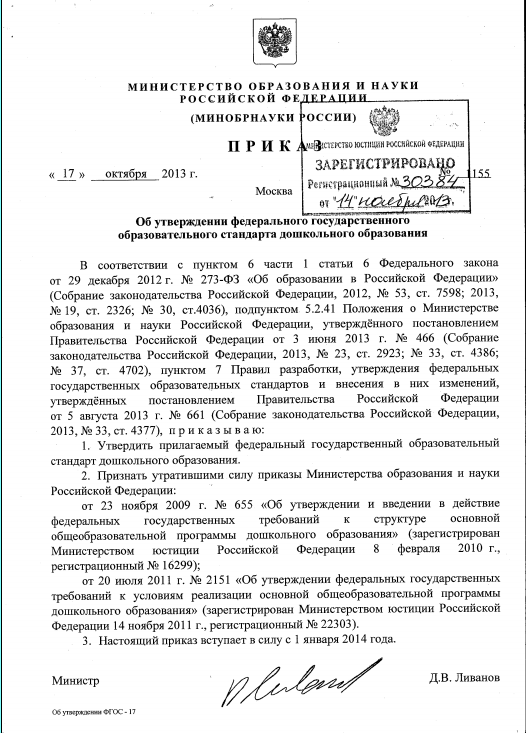 МИНИСТЕРСТВО ОБРАЗОВАНИЯ И НАУКИ
РОССИЙСКОЙ ФЕДЕРАЦИИ
(МИНОБРНАУКИ РОССИИ)
ПРИКАЗ
МИНИСТЕРСТВО ЮСТИЦИИ РОССИЙСКОЙ ФЕДЕРАЦИИ
ЗАРЕГИСТРИРОВАНО
Регистрационный № 30384
от "14" ноября 2013
« 17 » октября 2013 г.
№ 1155
Москва
Об утверждении федерального государственного
образовательного стандарта дошкольного образования
В соответствии с пунктом 6 части 1 статьи 6 Федерального закона
от 29 декабря 2012 г. № 273-ФЗ «Об образовании в Российской Федерации»
(Собрание законодательства Российской Федерации, 2012, № 53, ст. 7598; 2013,
№ 19, ст. 2326; № 30, ст.4036), подпунктом 5.2.41 Положения о Министерстве
образования и науки Российской Федерации, утверждённого постановлением
Правительства Российской Федерации от 3 июня 2013 г. № 466 (Собрание
законодательства Российской Федерации, 2013, № 23, ст. 2923; № 33, ст. 4386;
№ 37, ст. 4702), пунктом 7 Правил разработки, утверждения федеральных
государственных образовательных стандартов и внесения в них изменений,
утверждённых постановлением Правительства Российской Федерации
от 5 августа 2013 г. № 661 (Собрание законодательства Российской Федерации,
2013, № 33, ст. 4377), п р и к а з ы в а ю:
1. Утвердить прилагаемый федеральный государственный образовательный
стандарт дошкольного образования.
2. Признать утратившими силу приказы Министерства образования и науки
Российской Федерации:
от 23 ноября 2009 г. № 655 «Об утверждении и введении в действие
федеральных государственных требований к структуре основной
общеобразовательной программы дошкольного образования» (зарегистрирован
Министерством юстиции Российской Федерации 8 февраля 2010 г.,
регистрационный № 16299);
от 20 июля 2011 г. № 2151 «Об утверждении федеральных государственных
требований к условиям реализации основной общеобразовательной программы
дошкольного образования» (зарегистрирован Министерством юстиции Российской
Федерации 14 ноября 2011 г., регистрационный № 22303).
3. Настоящий приказ вступает в силу с 1 января 2014 года.
Министр
Д.В. Ливанов
Об утверждении ФГОС - 17